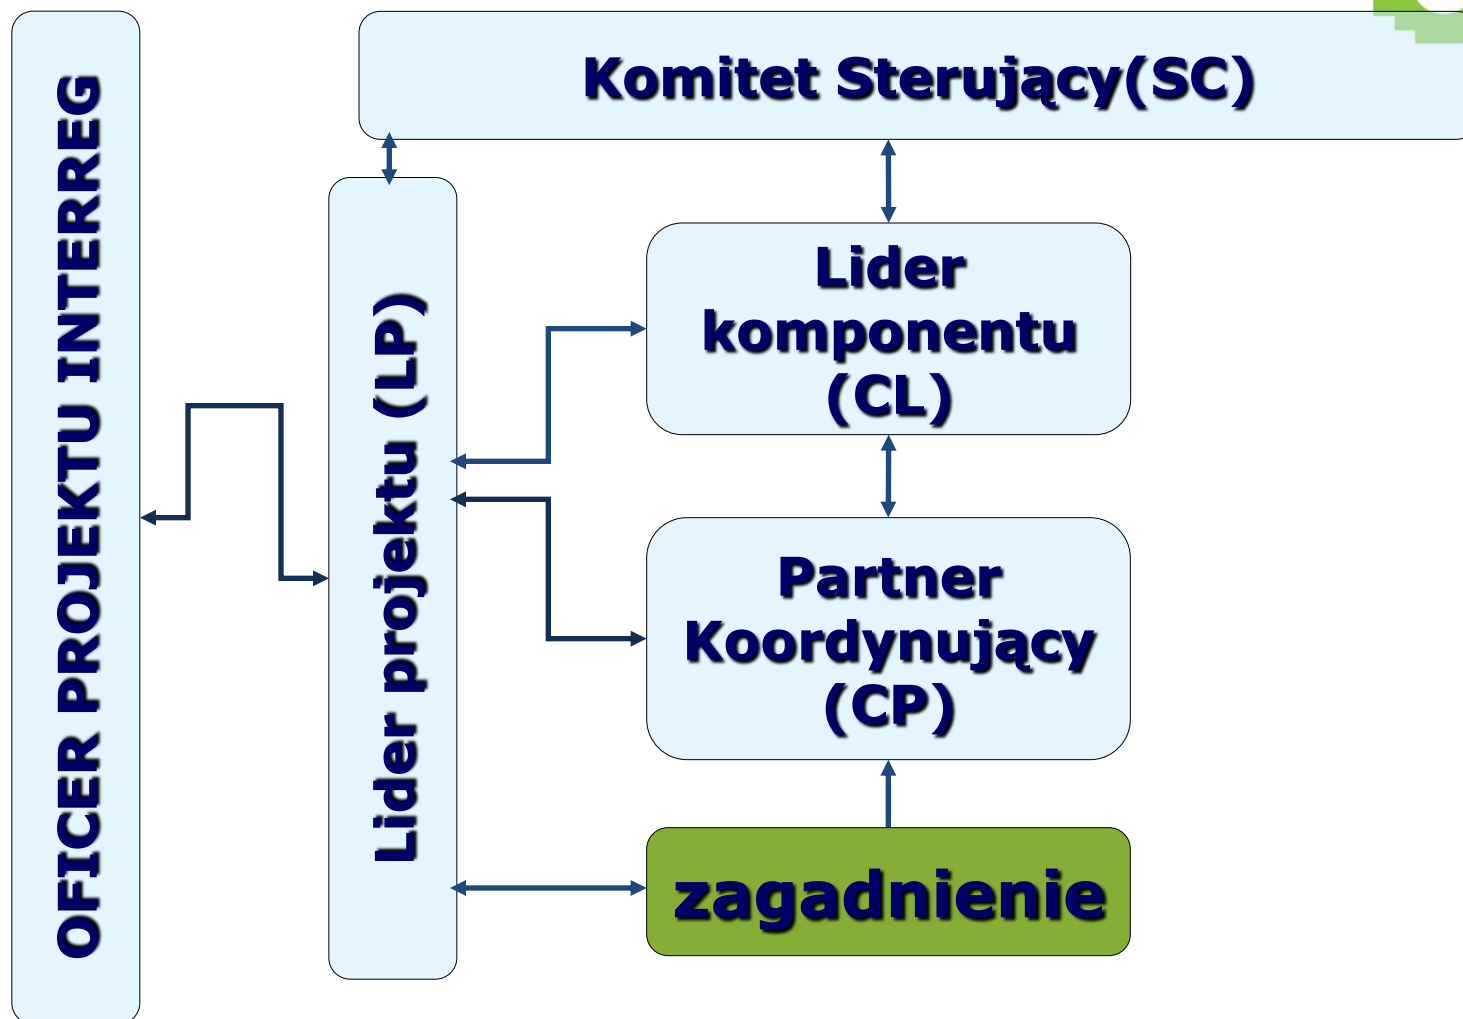 OFICER PROJEKTU INTERREG
Komitet Sterujący(SC)
Lider projektu (LP)
Lider
komponentu
(CL)
Partner
Koordynujący
(CP)
zagadnienie